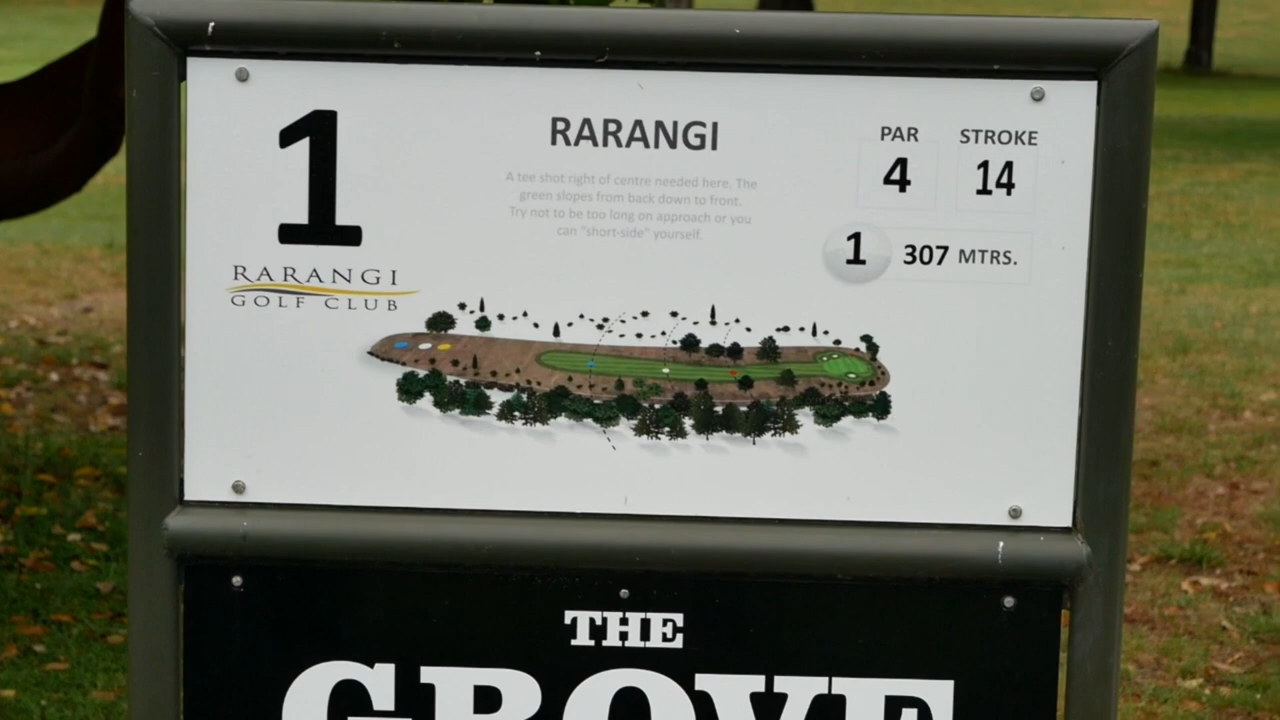 1
RARANGI
GOLF CLUB
RARANGI
A tee shot right of centre needed here. The
green slopes from back down to front.
Try not to be too long on approach or you
can "short-side" yourself.
PAR
4
STROKE
14
1 307 MTRS.
THE
GROVE